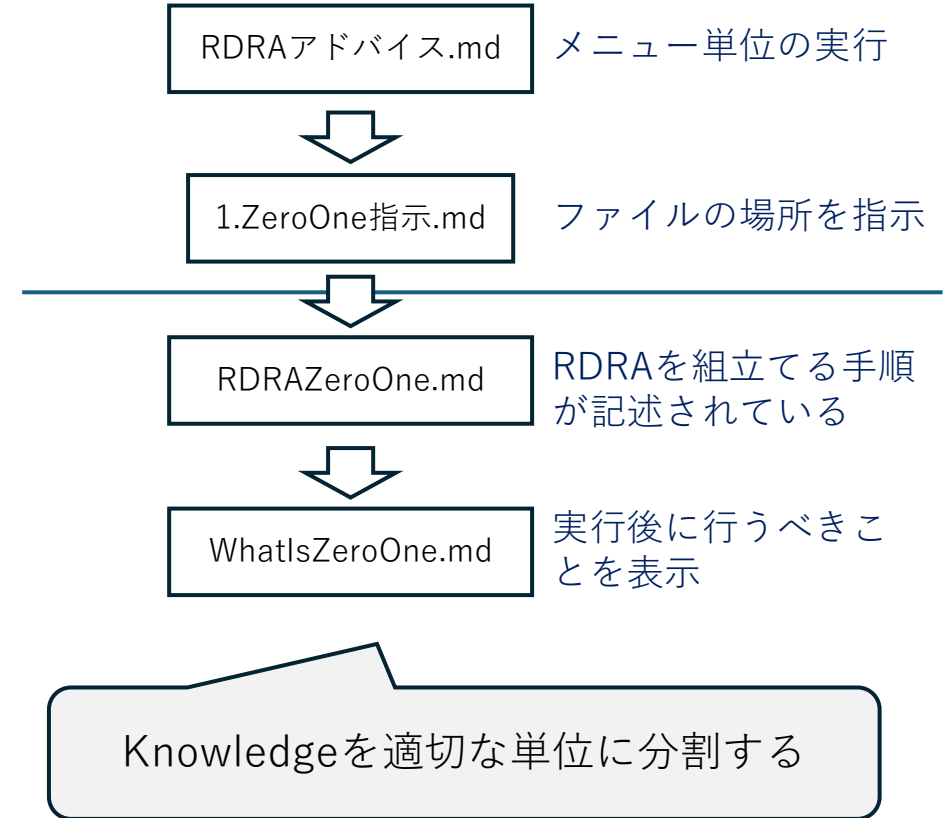 RDRAアドバイス.md
メニュー単位の実行
1.ZeroOne指示.md
ファイルの場所を指示
RDRAZeroOne.md
RDRAを組立てる手順
が記述されている
WhatIsZeroOne.md
実行後に行うべきこ
とを表示
Knowledgeを適切な単位に分割する